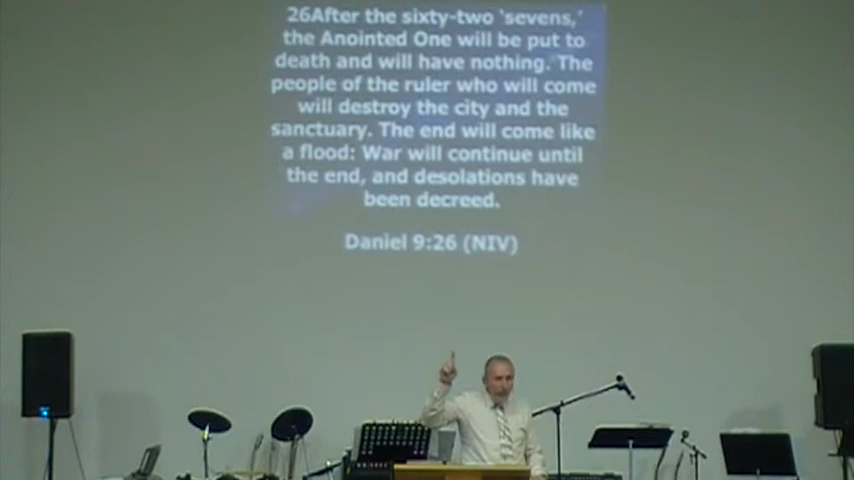 26After the sixty-two 'sevens,'
the Anointed One will be put to
death and will have nothing. The
people of the ruler who will come
will destroy the city and the
sanctuary. The end will come like
a flood: War will continue until
the end, and desolations have
been decreed.
Daniel 9:26 (NIV)